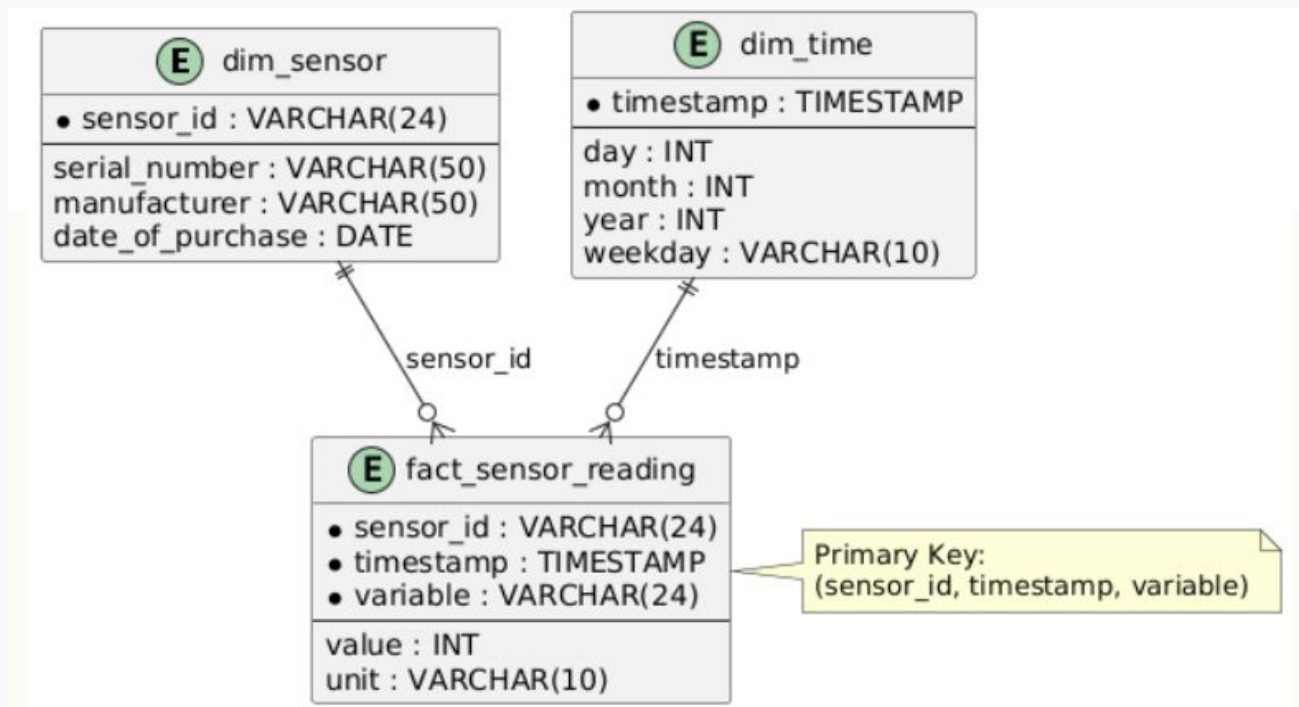 E dim_sensor
• sensor_id : VARCHAR(24)
serial_number : VARCHAR(50)
manufacturer : VARCHAR(50)
date_of_purchase : DATE
E dim_time
• timestamp : TIMESTAMP
day : INT
month : INT
year : INT
weekday : VARCHAR(10)
sensor_id
timestamp
E fact_sensor_reading
• sensor_id : VARCHAR(24)
• timestamp : TIMESTAMP
• variable : VARCHAR(24)
value : INT
unit : VARCHAR(10)
Primary Key:
(sensor_id, timestamp, variable)